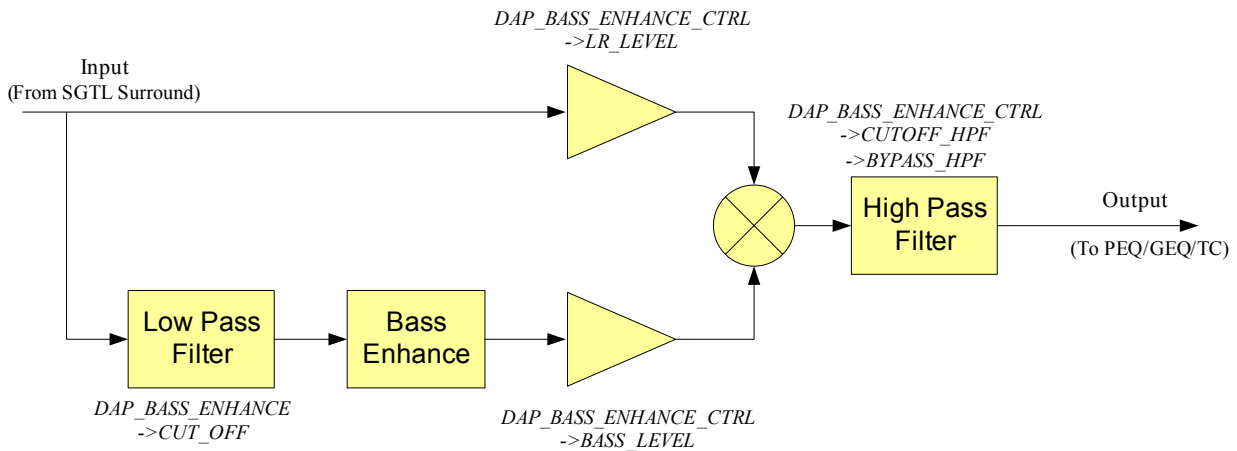 DAP_BASS_ENHANCE_CTRL
->LR_LEVEL
Input
(From SGTL Surround)
DAP_BASS_ENHANCE_CTRL
->CUTOFF_HPF
->BYPASS_HPF
High Pass
Filter
Output
(To PEQ/GEQ/TC)
Low Pass
Filter
Bass
Enhance
DAP_BASS_ENHANCE
->CUT_OFF
DAP_BASS_ENHANCE_CTRL
->BASS_LEVEL